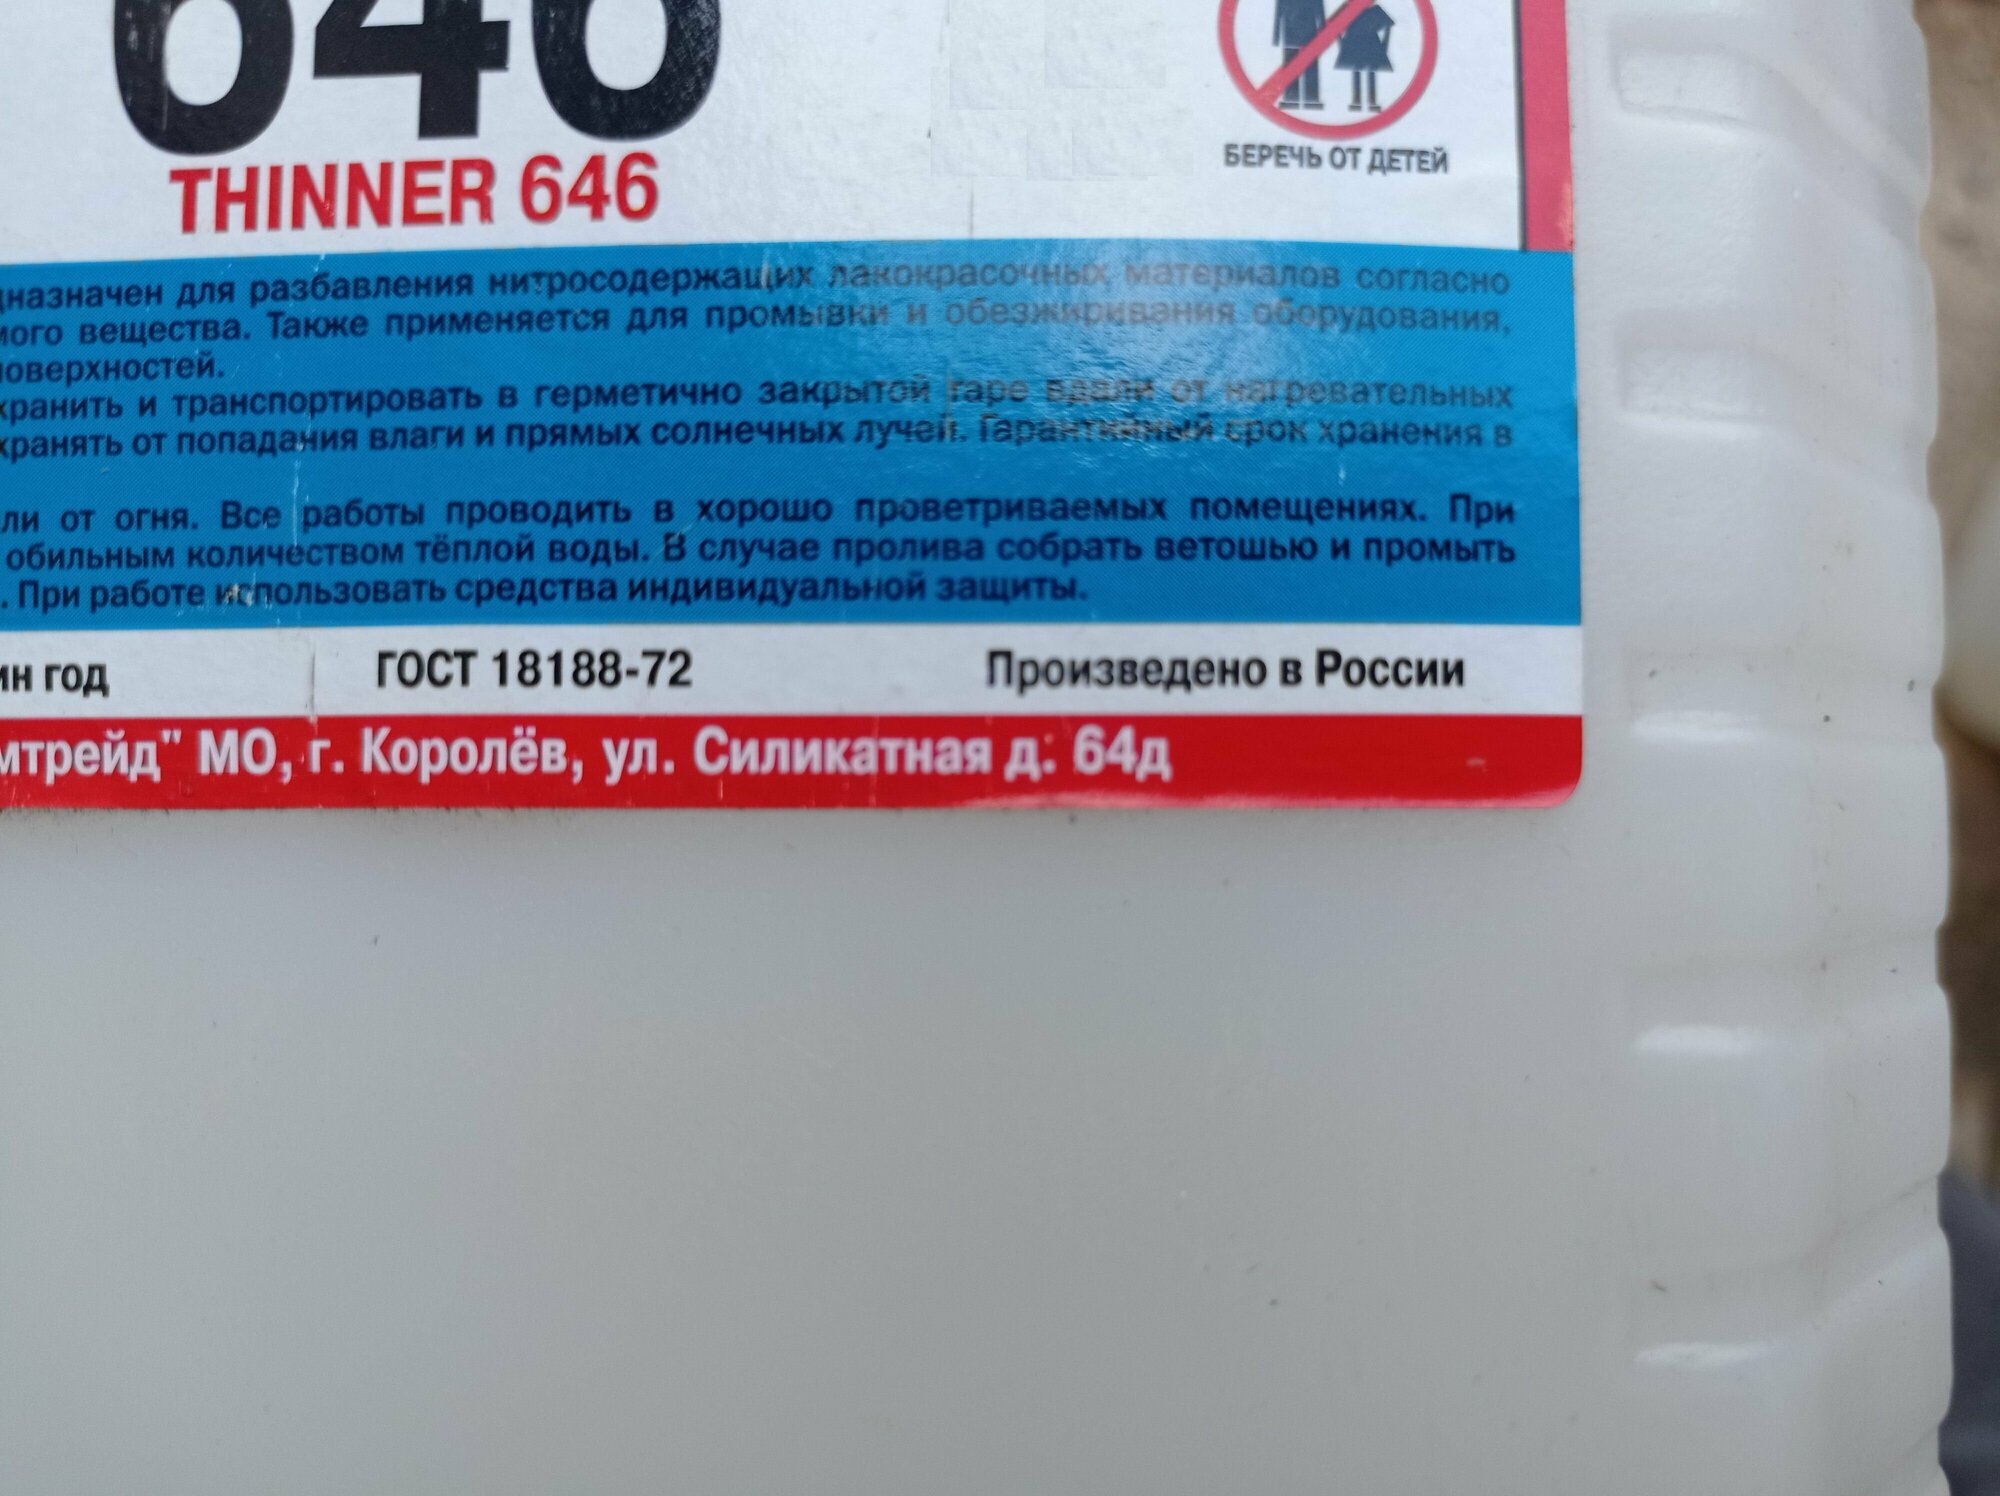 646
THINNER 646
БЕРЕЧЬ ОТ ДЕТЕЙ
дназначен для разбавления нитросодержащих лакокрасочных материалов согласно
мого вещества. Также применяется для промывки и обезжиривания оборудования,
поверхностей.
хранить и транспортировать в герметично закрытой таре вдали от нагревательных
хранять от попадания влаги и прямых солнечных лучей. Гарантийный срок хранения в
ли от огня. Все работы проводить в хорошо проветриваемых помещениях. При
обильным количеством тёплой воды. В случае пролива собрать ветошью и промыть
. При работе использовать средства индивидуальной защиты.
ин год ГОСТ 18188-72 Произведено в России
мтрейд" МО, г. Королёв, ул. Силикатная д. 64д